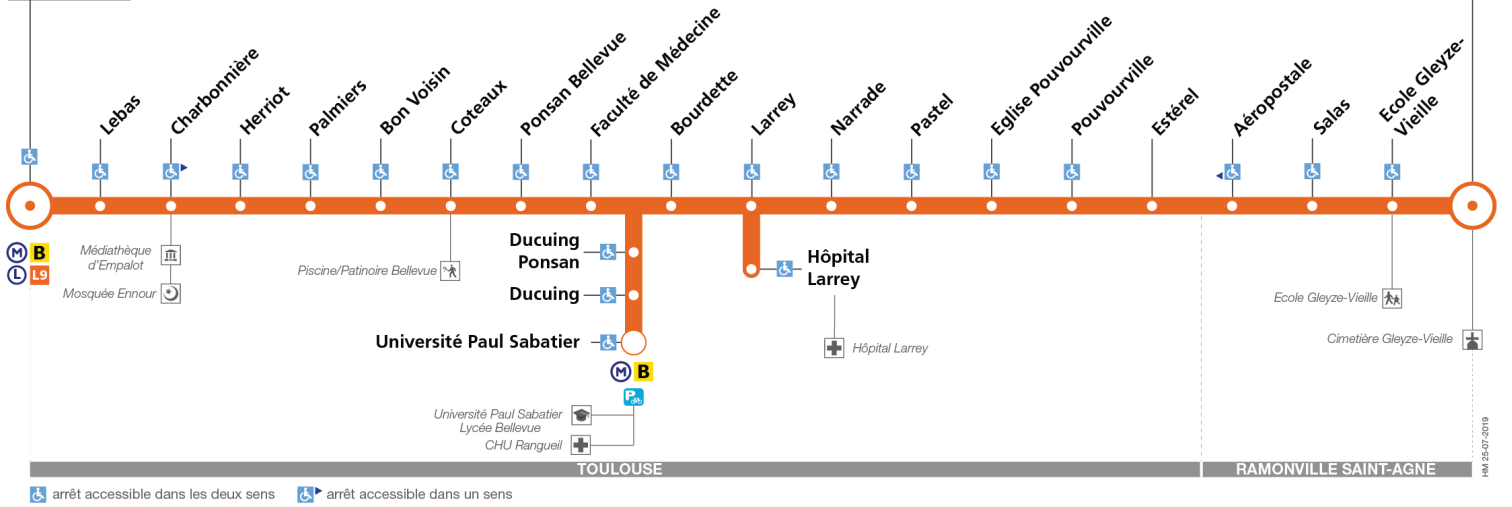 Lebas
Charbonnière
Herriot
Palmiers
Bon Voisin
Coteaux
Ponsan Bellevue
Faculté de Médecine
Bourdette
Larrey
Narrade
Pastel
Eglise Pouvourville
Pouvourville
Estérel
Aéropostale
Salas
Ecole Gleyze-
Vieille
M B
L L9
Médiathèque
d'Empalot
Mosquée Ennour
Piscine/Patinoire Bellevue
Ducuing
Ponsan
Ducuing
Université Paul Sabatier
M B
P
Université Paul Sabatier
Lycée Bellevue
CHU Rangueil
Hôpital
Larrey
Hôpital Larrey
Ecole Gleyze-Vieille
Cimetière Gleyze-Vieille
HM 25-07-2019
TOULOUSE
RAMONVILLE SAINT-AGNE
arrêt accessible dans les deux sens
arrêt accessible dans un sens